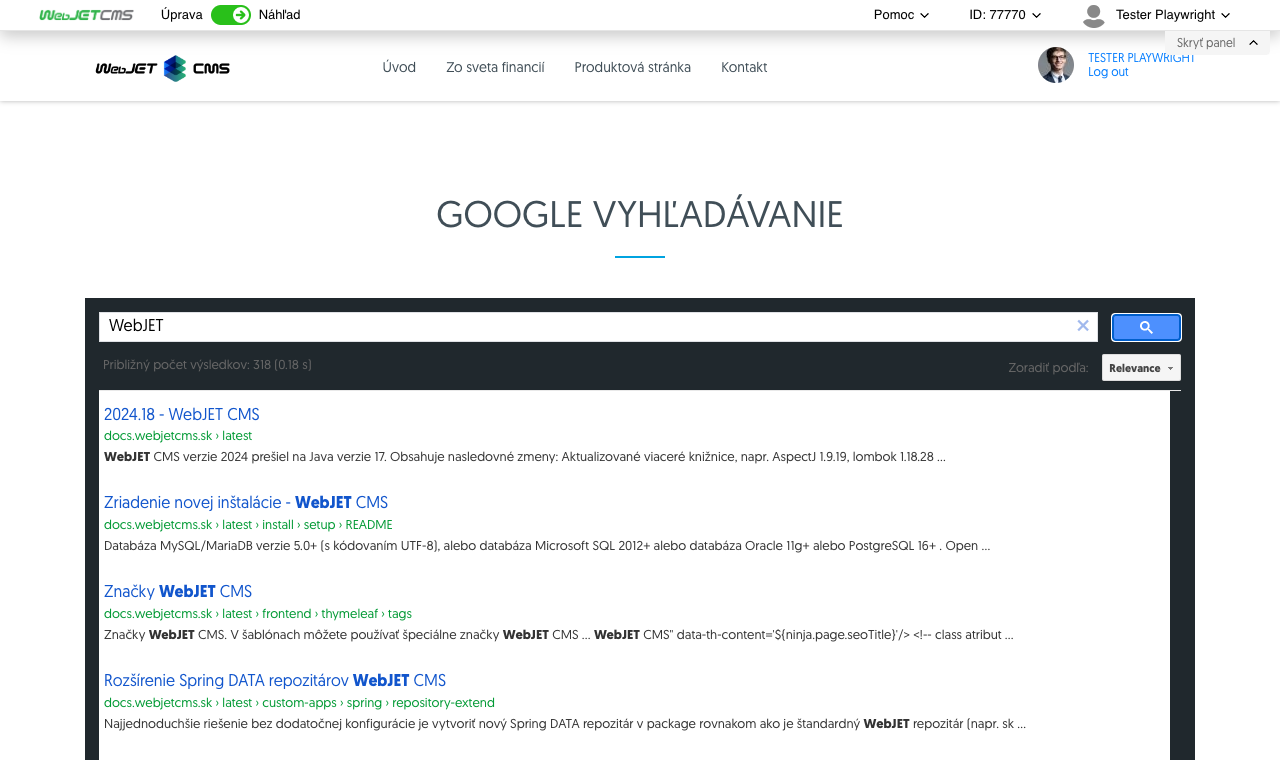 WebJETCMS Úprava Náhľad Pomoc ID: 77770 Tester Playwright
Skryť panel
WebJET CMS Úvod Zo sveta financií Produktová stránka Kontakt TESTER PLAYWRIGHT
Log out
GOOGLE VYHĽADÁVANIE
WebJET
Približný počet výsledkov: 318 (0.18 s) Zoradiť podľa: Relevance
2024.18 - WebJET CMS
docs.webjetcms.sk › latest
WebJET CMS verzie 2024 prešiel na Java verzie 17. Obsahuje nasledovné zmeny: Aktualizované viaceré knižnice, napr. AspectJ 1.9.19, lombok 1.18.28 ...
Zriadenie novej inštalácie - WebJET CMS
docs.webjetcms.sk › latest › install › setup › README
Databáza MySQL/MariaDB verzie 5.0+ (s kódovaním UTF-8), alebo databáza Microsoft SQL 2012+ alebo databáza Oracle 11g+ alebo PostgreSQL 16+ . Open ...
Značky WebJET CMS
docs.webjetcms.sk › latest › frontend › thymeleaf › tags
Značky WebJET CMS. V šablónach môžete používať špeciálne značky WebJET CMS ... WebJET CMS" data-th-content='${ninja.page.seoTitle}'/> <!-- class atribut ...
Rozšírenie Spring DATA repozitárov WebJET CMS
docs.webjetcms.sk › latest › custom-apps › spring › repository-extend
Najjednoduchšie riešenie bez dodatočnej konfigurácie je vytvoriť nový Spring DATA repozitár v package rovnakom ako je štandardný WebJET repozitár (napr. sk ...